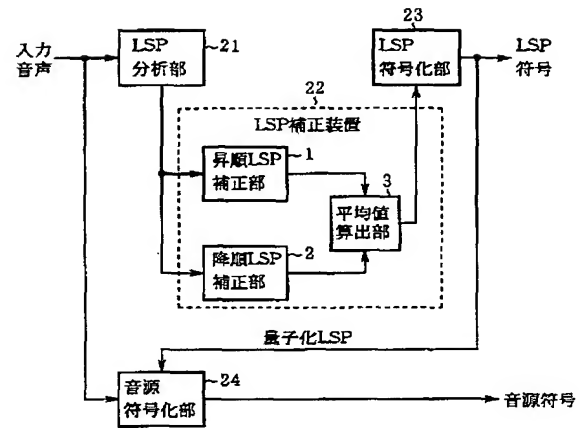 入力
音声
LSP
分析部
21
23
LSP
符号化部
LSP
符号
22
LSP補正装置
昇順LSP
補正部
1
3
平均値
算出部
降順LSP
補正部
2
量子化LSP
音源
符号化部
24
音源符号